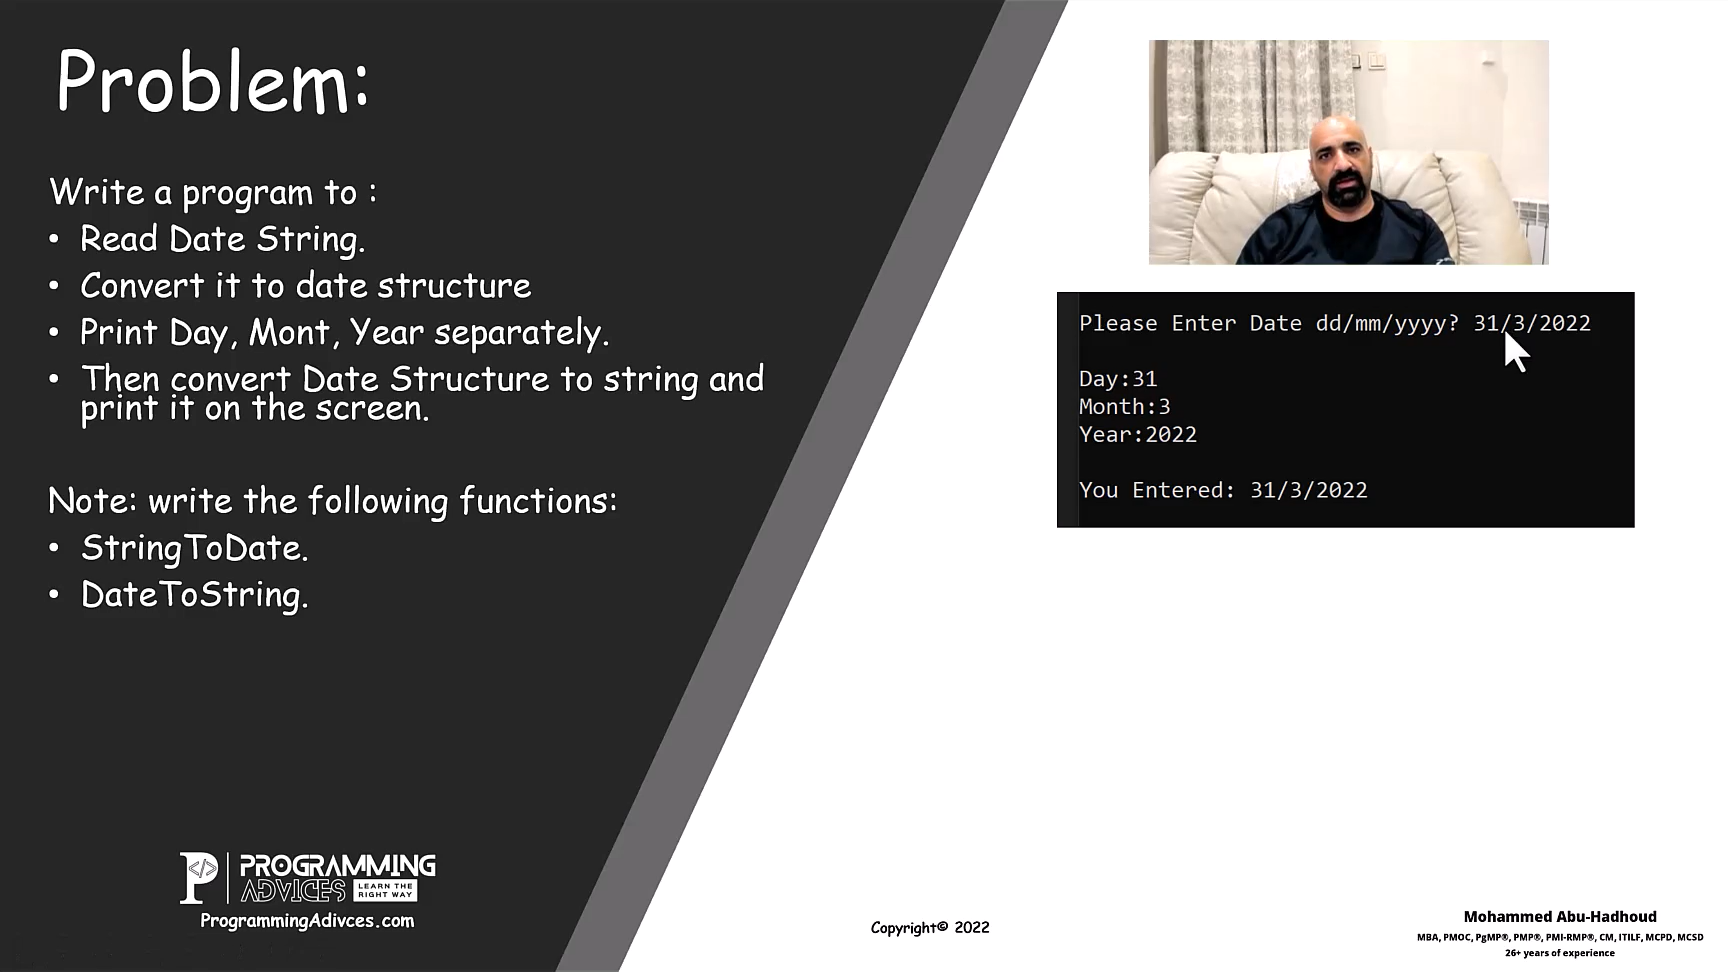 Problem:
Write a program to :
• Read Date String.
• Convert it to date structure
• Print Day, Mont, Year separately.
• Then convert Date Structure to string and
print it on the screen.
Note: write the following functions:
• StringToDate.
• DateToString.
Please Enter Date dd/mm/yyyy? 31/3/2022
Day:31
Month:3
Year:2022
You Entered: 31/3/2022
P </> PROGRAMMING
ADVICES LEARN THE
RIGHT WAY
ProgrammingAdivces.com
Copyright© 2022
Mohammed Abu-Hadhoud
MBA, PMOC, PgMP®, PMP®, PMI-RMP®, CM, ITILF, MCPD, MCSD
26+ years of experience